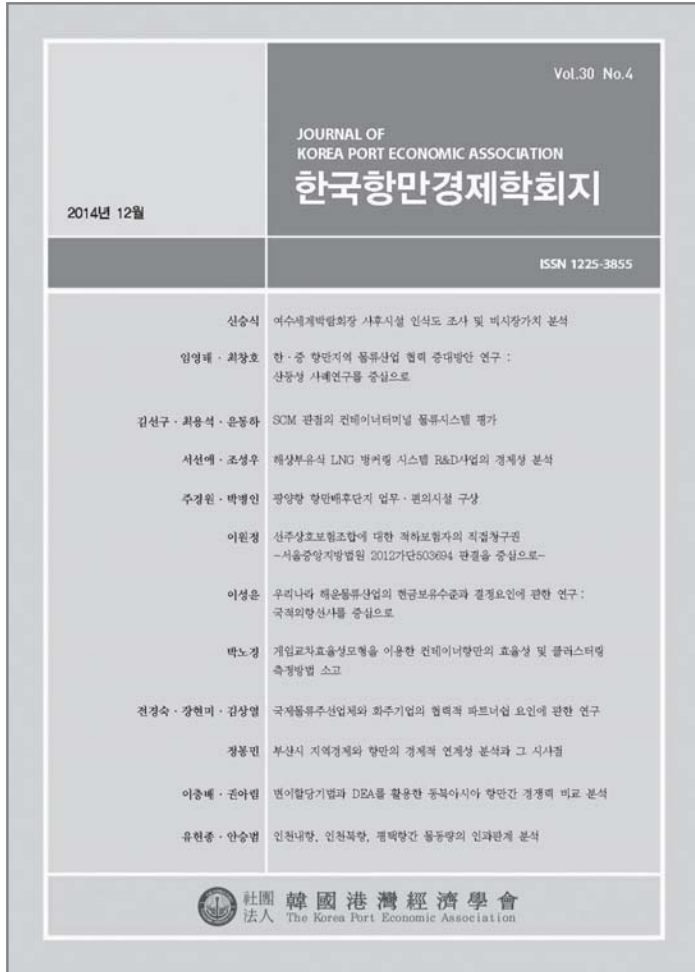 Vol.30 No.4
JOURNAL OF
KOREA PORT ECONOMIC ASSOCIATION
한국항만경제학회지
2014년 12월
ISSN 1225-3855
신승식 여수세계박람회장 사후시설 인식도 조사 및 비시장가치 분석
임영태 · 최창호 한 · 중 항만지역 물류산업 협력 증대방안 연구 :
산동성 사례연구를 중심으로
김선구 · 최용석 · 윤동하 SCM 관점의 컨테이너터미널 물류시스템 평가
서선애 · 조성우 해상부유식 LNG 벙커링 시스템 R&D사업의 경제성 분석
주경원 · 박병인 광양항 항만배후단지 업무 · 편의시설 구상
이원정 선주상호보험조합에 대한 적하보험자의 직접청구권
-서울중앙지방법원 2012가단503694 판결을 중심으로-
이성윤 우리나라 해운물류산업의 현금보유수준과 결정요인에 관한 연구 :
국적외항선사를 중심으로
박노경 게임교차효율성모형을 이용한 컨테이너항만의 효율성 및 클러스터링
측정방법 소고
전경숙 · 강현미 · 김상열 국제물류주선업체와 화주기업의 협력적 파트너쉽 요인에 관한 연구
정봉민 부산시 지역경제와 항만의 경제적 연계성 분석과 그 시사점
이충배 · 권아림 변이할당기법과 DEA를 활용한 동북아시아 항만간 경쟁력 비교 분석
유헌종 · 안승범 인천내항, 인천북항, 평택항간 물동량의 인과관계 분석
社團 韓國港灣經濟學會
法人 The Korea Port Economic Association